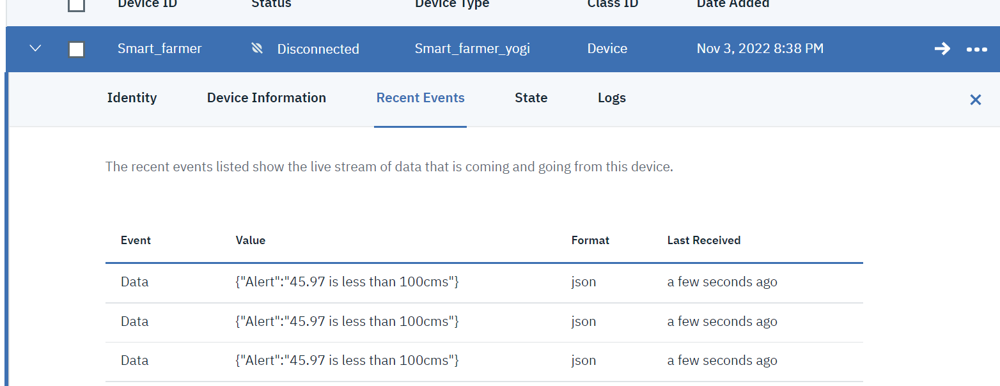 Device ID Status Device Type Class ID Date Added
Smart_farmer Disconnected Smart_farmer_yogi Device Nov 3, 2022 8:38 PM
Identity Device Information Recent Events State Logs
The recent events listed show the live stream of data that is coming and going from this device.
Event Value Format Last Received
Data {"Alert":"45.97 is less than 100cms"} json a few seconds ago
Data {"Alert":"45.97 is less than 100cms"} json a few seconds ago
Data {"Alert":"45.97 is less than 100cms"} json a few seconds ago